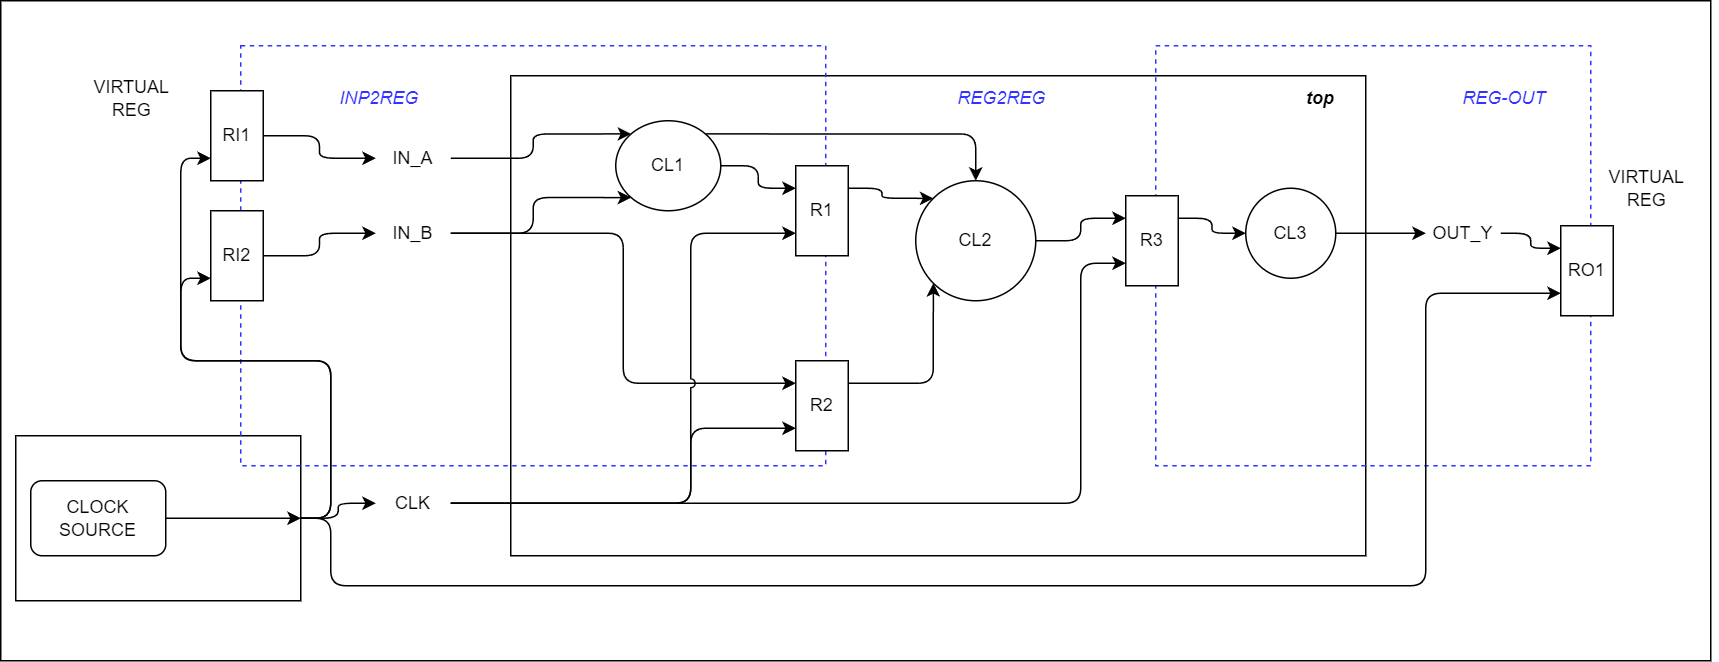 VIRTUAL
REG
INP2REG
REG2REG
top
REG-OUT
RI1
IN_A
CL1
VIRTUAL
REG
R1
RI2
IN_B
CL2
R3
CL3
OUT_Y
RO1
R2
CLK
CLOCK
SOURCE